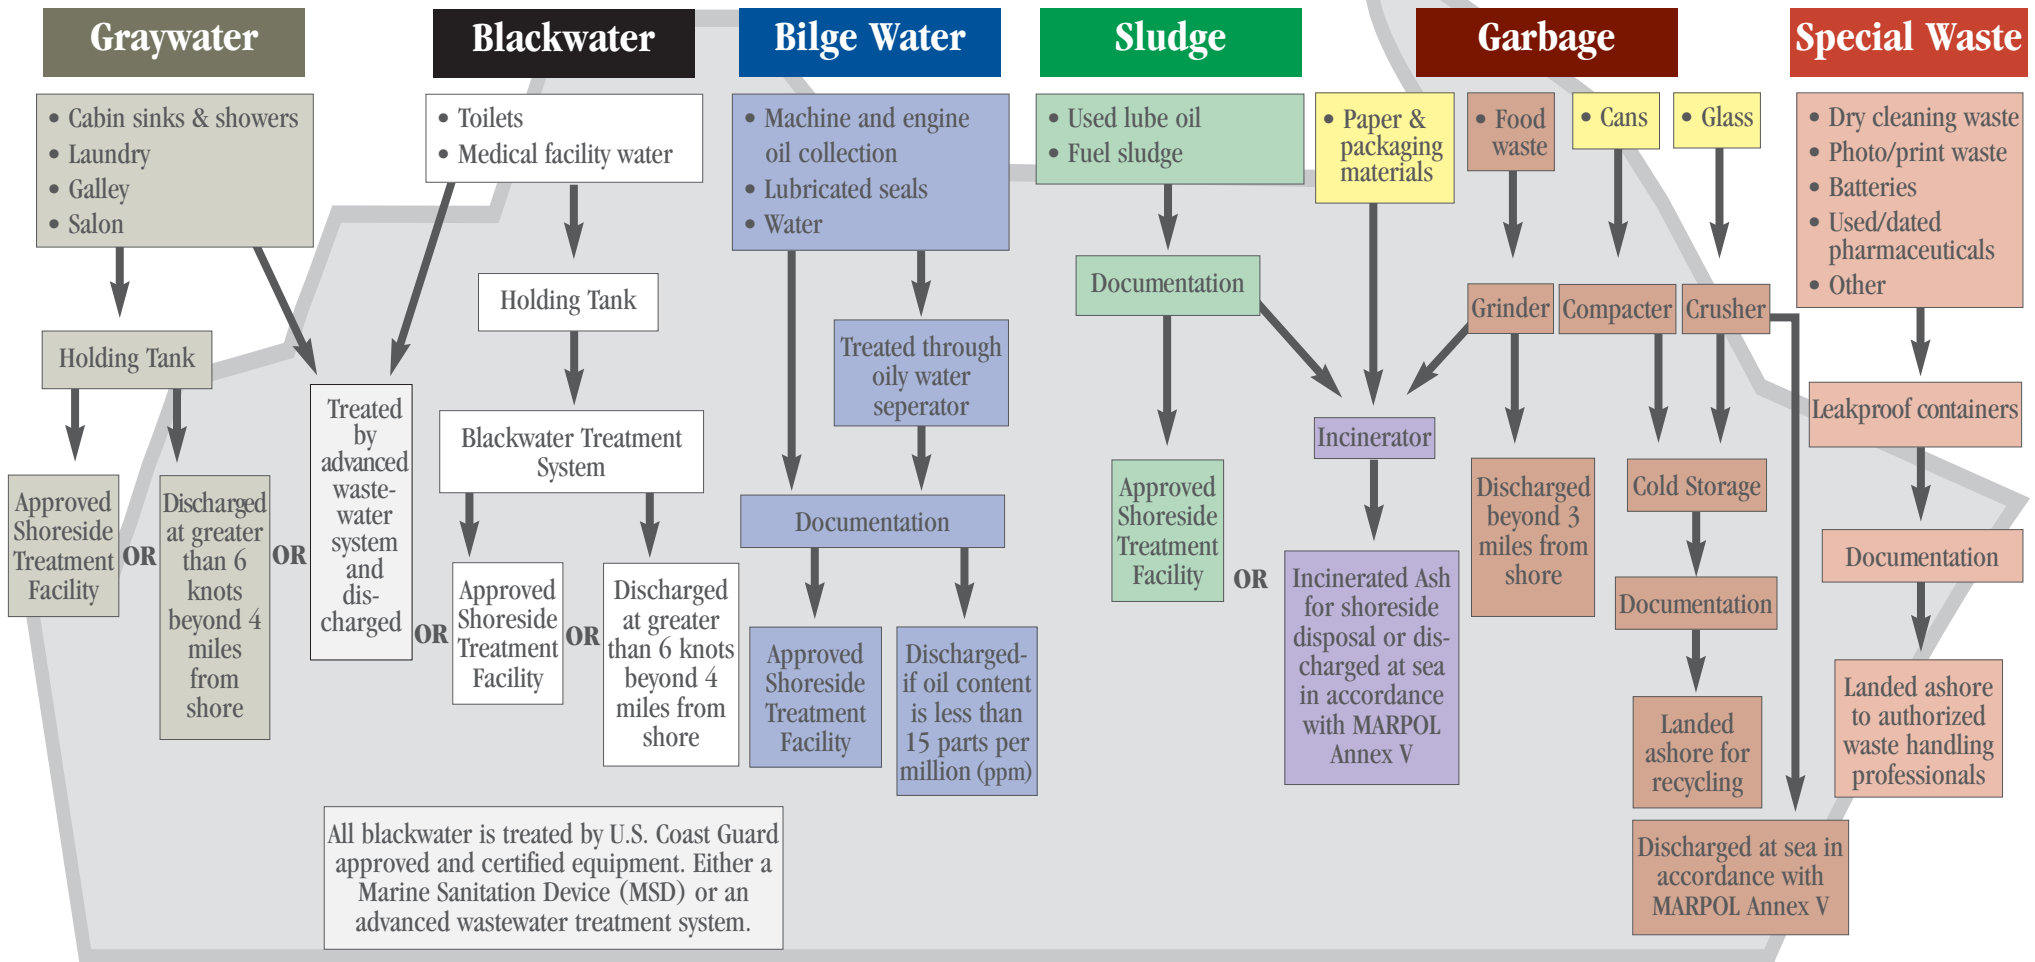 Graywater
Blackwater
Bilge Water
Sludge
Garbage
Special Waste
• Cabin sinks & showers
• Laundry
• Galley
• Salon
Holding Tank
Approved
Shoreside
Treatment
Facility
OR
Discharged
at greater
than 6
knots
beyond 4
miles
from
shore
OR
Treated
by
advanced
waste-
water
system
and
dis-
charged
OR
• Toilets
• Medical facility water
Holding Tank
Blackwater Treatment
System
Approved
Shoreside
Treatment
Facility
OR
Discharged
at greater
than 6 knots
beyond 4
miles from
shore
• Machine and engine
oil collection
• Lubricated seals
• Water
Treated through
oily water
seperator
Documentation
Approved
Shoreside
Treatment
Facility
Discharged-
if oil content
is less than
15 parts per
million (ppm)
• Used lube oil
• Fuel sludge
Documentation
Approved
Shoreside
Treatment
Facility
OR
• Paper &
packaging
materials
Incinerator
Incinerated Ash
for shoreside
disposal or dis-
charged at sea
in accordance
with MARPOL
Annex V
• Food
waste
• Cans
• Glass
Grinder
Compacter
Crusher
Discharged
beyond 3
miles from
shore
Cold Storage
Documentation
Landed
ashore for
recycling
Discharged at sea in
accordance with
MARPOL Annex V
• Dry cleaning waste
• Photo/print waste
• Batteries
• Used/dated
pharmaceuticals
• Other
Leakproof containers
Documentation
Landed ashore
to authorized
waste handling
professionals
All blackwater is treated by U.S. Coast Guard
approved and certified equipment. Either a
Marine Sanitation Device (MSD) or an
advanced wastewater treatment system.